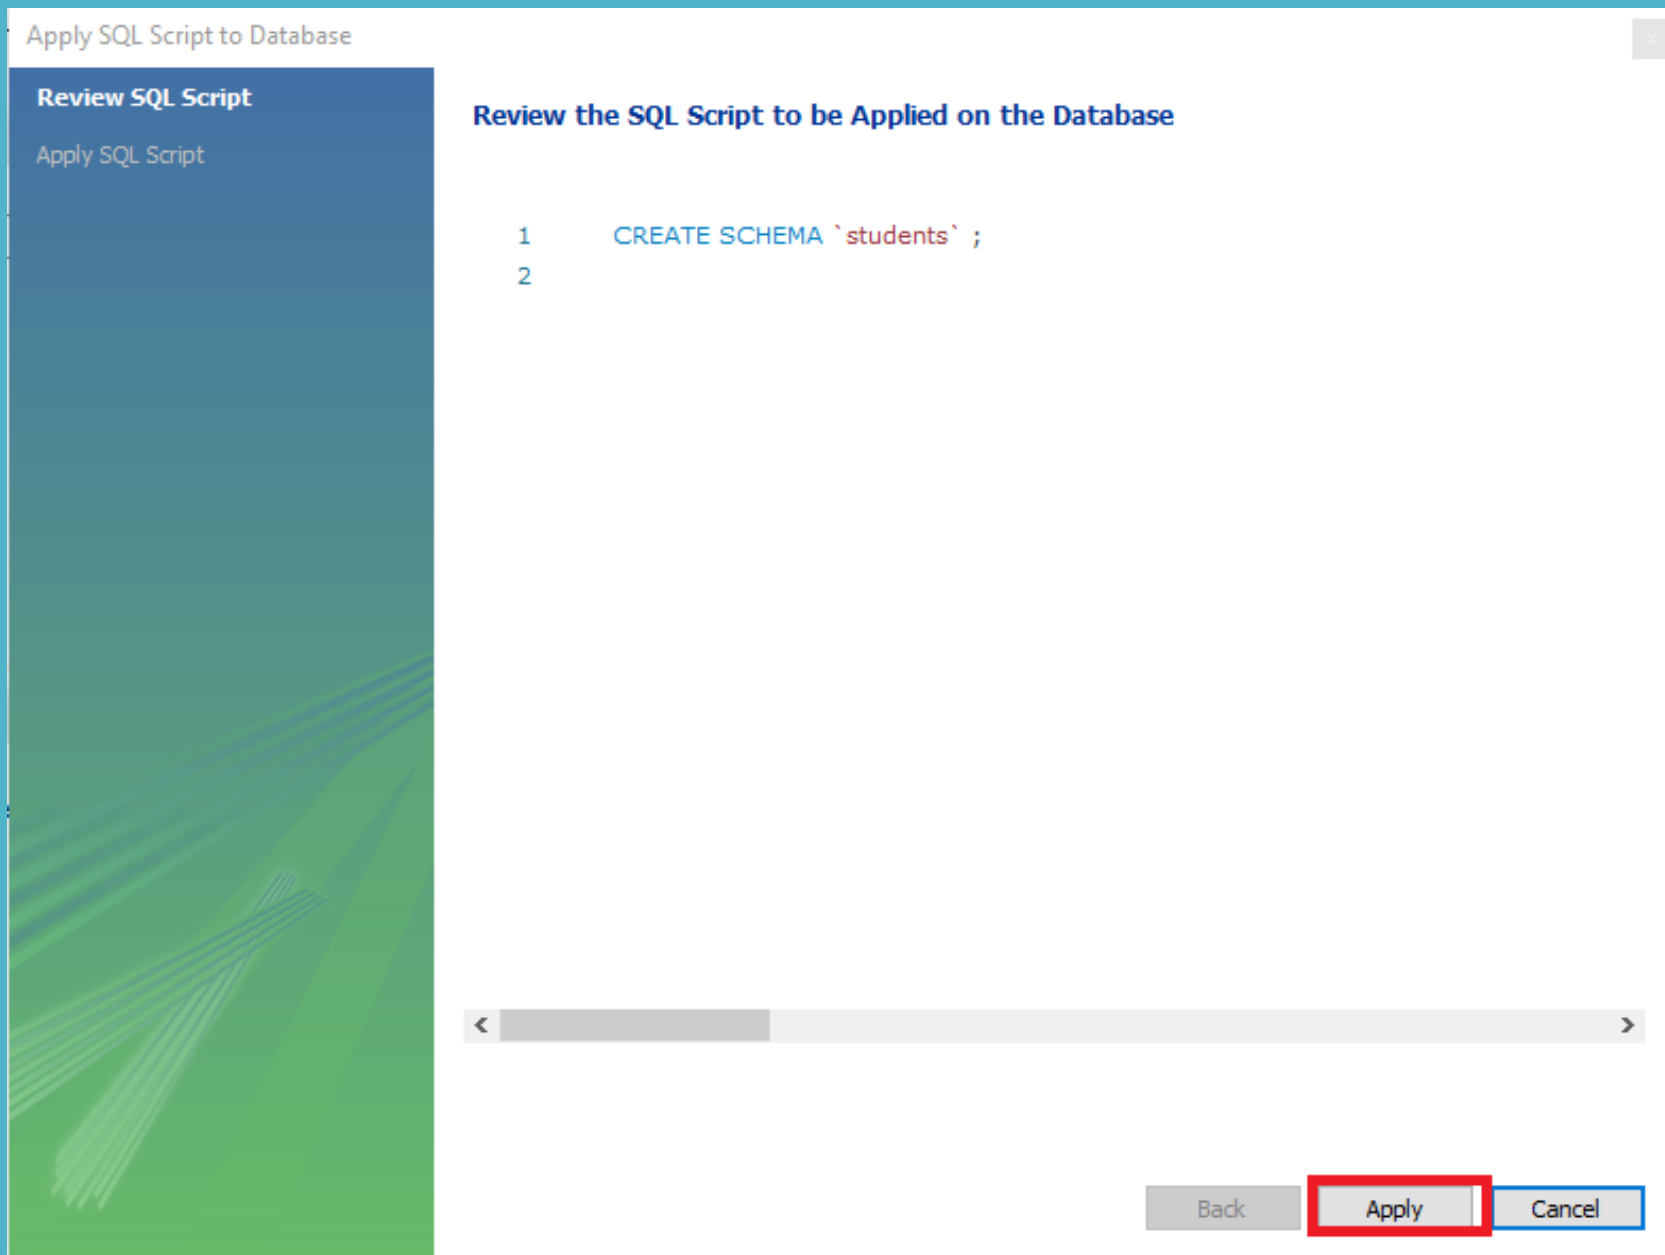 Apply SQL Script to Database
Review SQL Script
Apply SQL Script
Review the SQL Script to be Applied on the Database
1 CREATE SCHEMA `students` ;
2
Back Apply Cancel